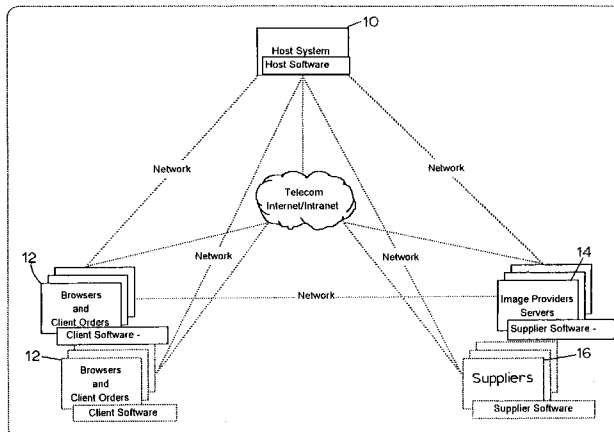 10
Host System
Host Software
Network
Network
Telecom
Internet/Intranet
12
Network
Network
14
Browsers
and
Client Orders
Client Software -
Network
Image Providers
Servers
Supplier Software -
12
Browsers
and
Client Orders
Client Software
16
Suppliers
Supplier Software